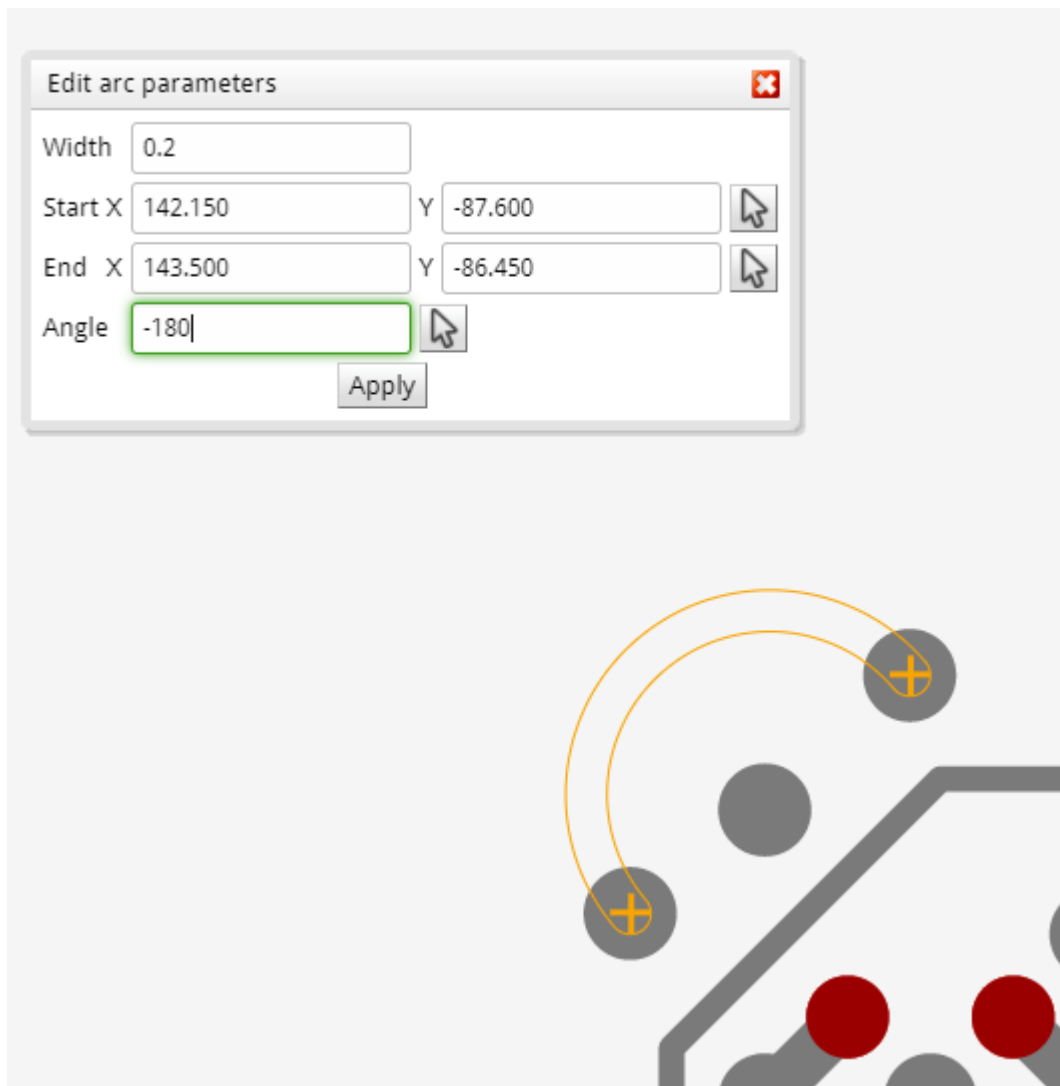 Edit arc parameters
Width 0.2
Start X 142.150 Y -87.600
End X 143.500 Y -86.450
Angle -180
Apply